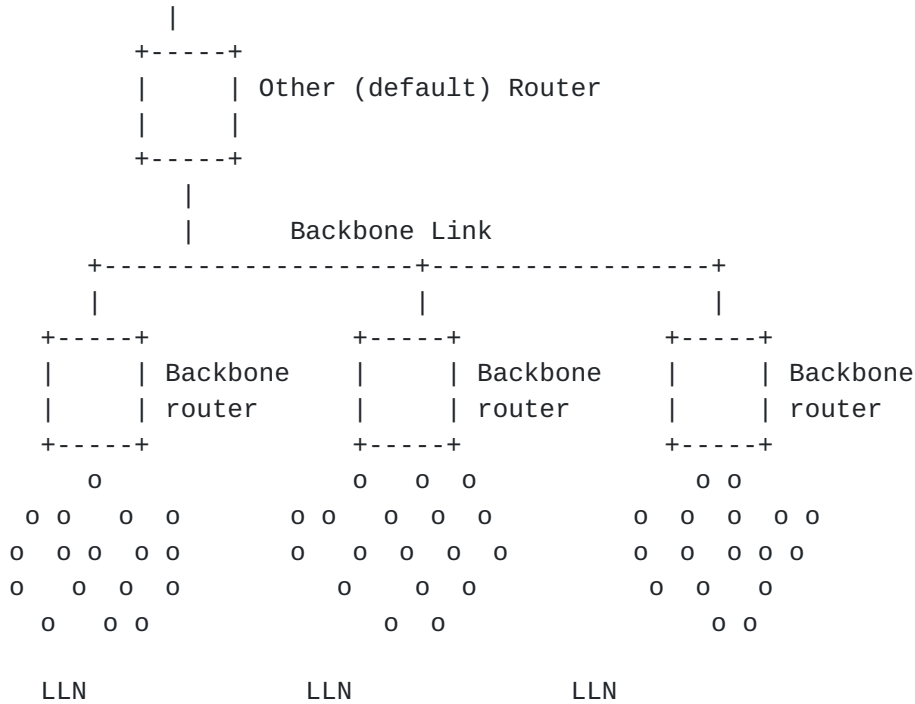 Other (default) Router
Backbone Link
Backbone Backbone Backbone
router router router
o o o o o o
o o o o o o o o o o o o o o
o o o o o o o o o o o o o o o
o o o o o o o o o o
o o o o o o o
LLN LLN LLN